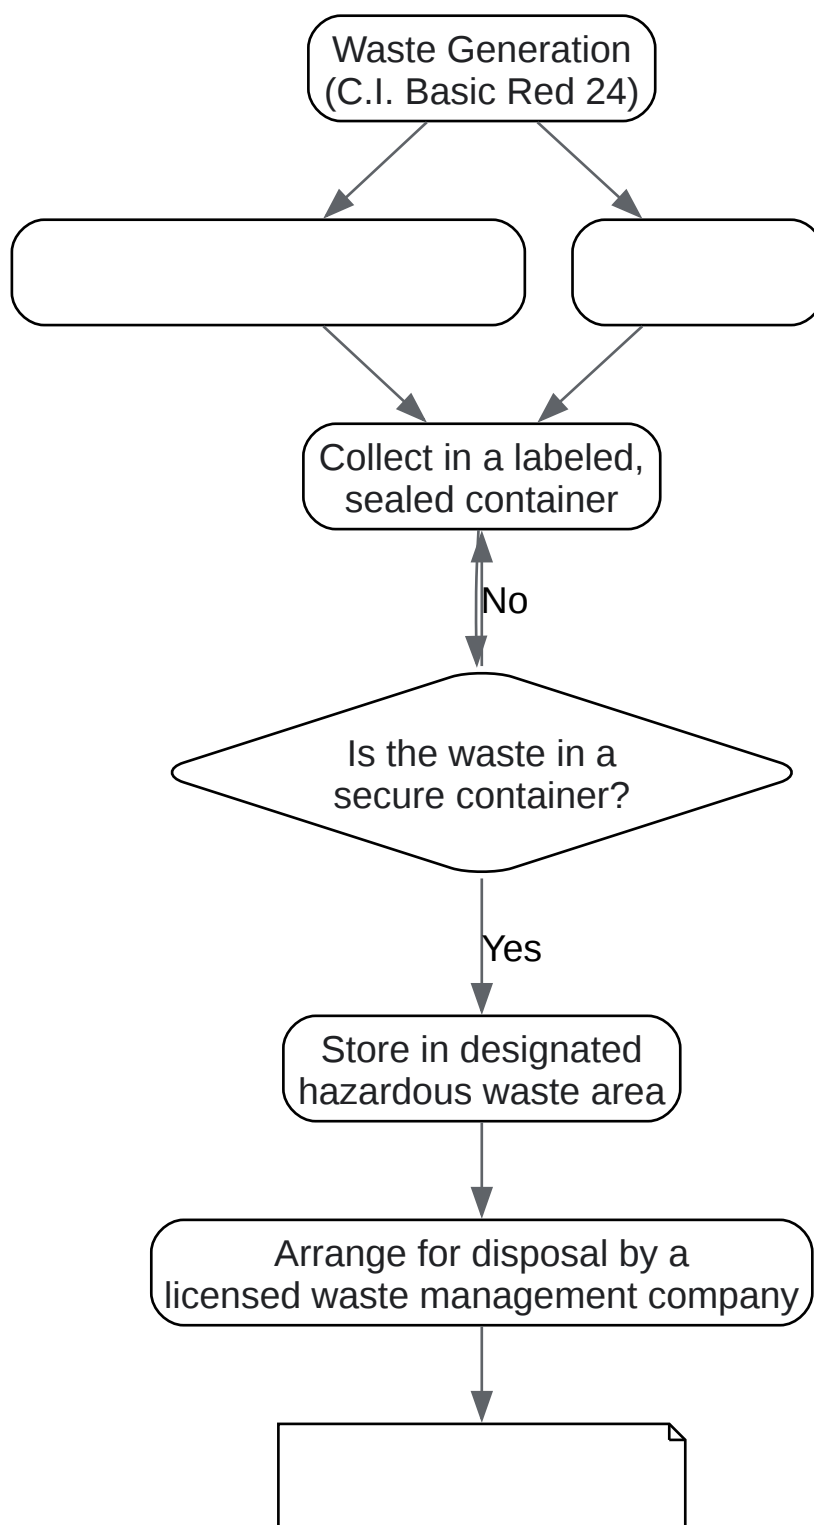 Waste Generation
(C.I. Basic Red 24)
Collect in a labeled,
sealed container
No
Is the waste in a
secure container?
Yes
Store in designated
hazardous waste area
Arrange for disposal by a
licensed waste management company